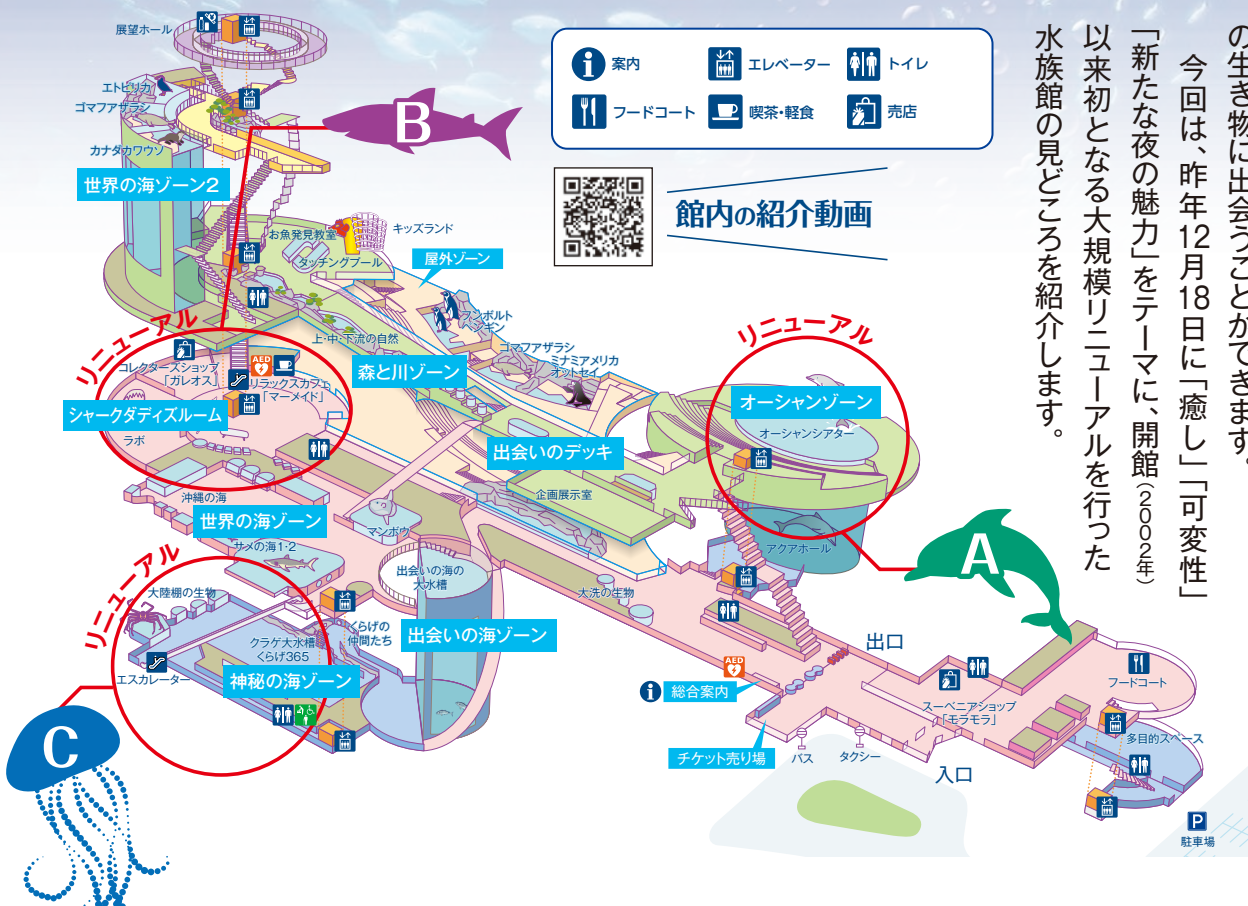 の生き物に出会うことができます。
今回は、昨年12月18日に「癒し」「可変性」
「新たな夜の魅力」をテーマに、開館(2002年)
以来初となる大規模リニューアルを行った
水族館の見どころを紹介します。
案内
エレベーター
トイレ
フードコート
喫茶・軽食
売店
館内の紹介動画
展望ホール
エトピリカ
ゴマフアザラシ
カナダカワウソ
世界の海ゾーン2
B
お魚発見教室
キッズランド
タッチングプール
屋外ゾーン
フンボルト
ペンギン
上・中・下流の自然
ゴマフアザラシ
ミナミアメリカ
オットセイ
森と川ゾーン
リニューアル
コレクターズショップ
「ガレオス」
AED
リラックスカフェ
「マーメイド」
シャークダディズルーム
ラボ
リニューアル
オーシャンゾーン
オーシャンシアター
アクアホール
A
出会いのデッキ
企画展示室
沖縄の海
世界の海ゾーン
マンボウ
サメの海1・2
出会いの海の
大水槽
大洗の生物
リニューアル
大陸棚の生物
くらげの
仲間たち
出会いの海ゾーン
クラゲ大水槽
くらげ365
エスカレーター
神秘の海ゾーン
C
出口
AED
総合案内
チケット売り場
バス
タクシー
入口
スーベニアショップ
「モラモラ」
フードコート
多目的スペース
P
駐車場